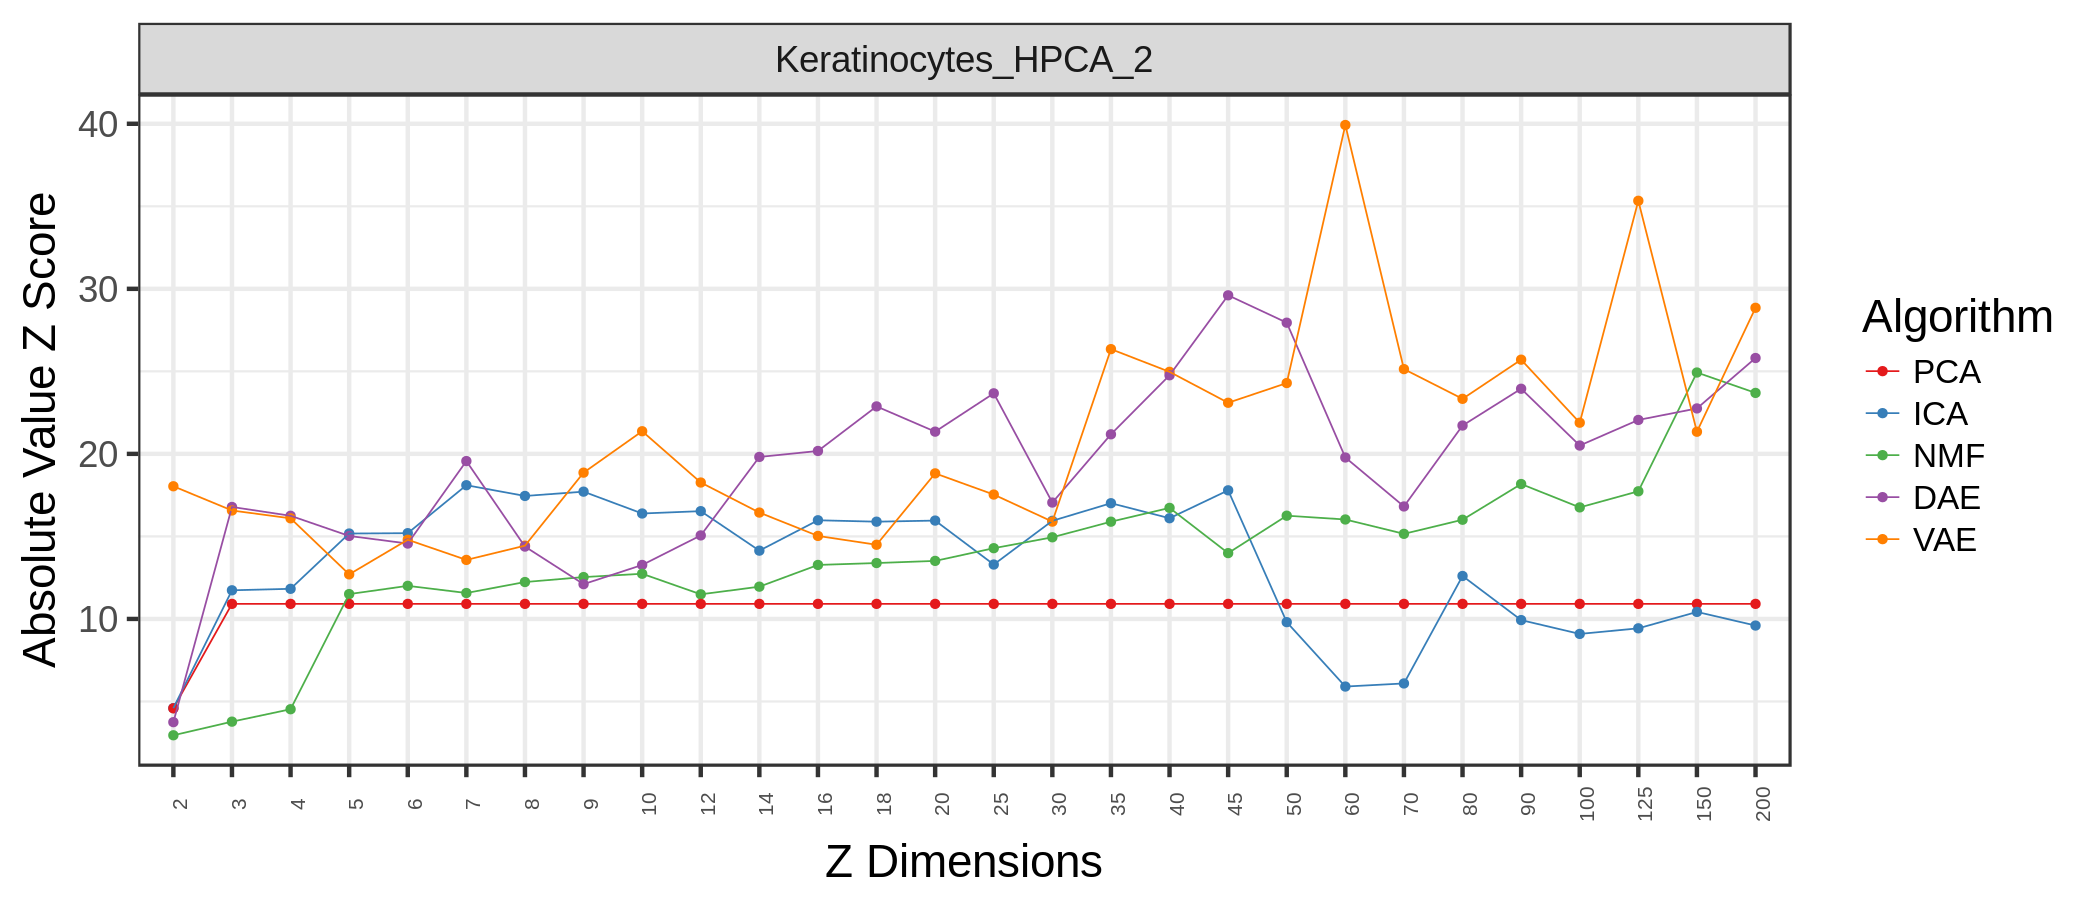 Keratinocytes_HPCA_2
Absolute Value Z Score
40
30
20
10
2 3 4 5 6 7 8 9 10 12 14 16 18 20 25 30 35 40 45 50 60 70 80 90 100 125 150 200
Z Dimensions
Algorithm
PCA
ICA
NMF
DAE
VAE